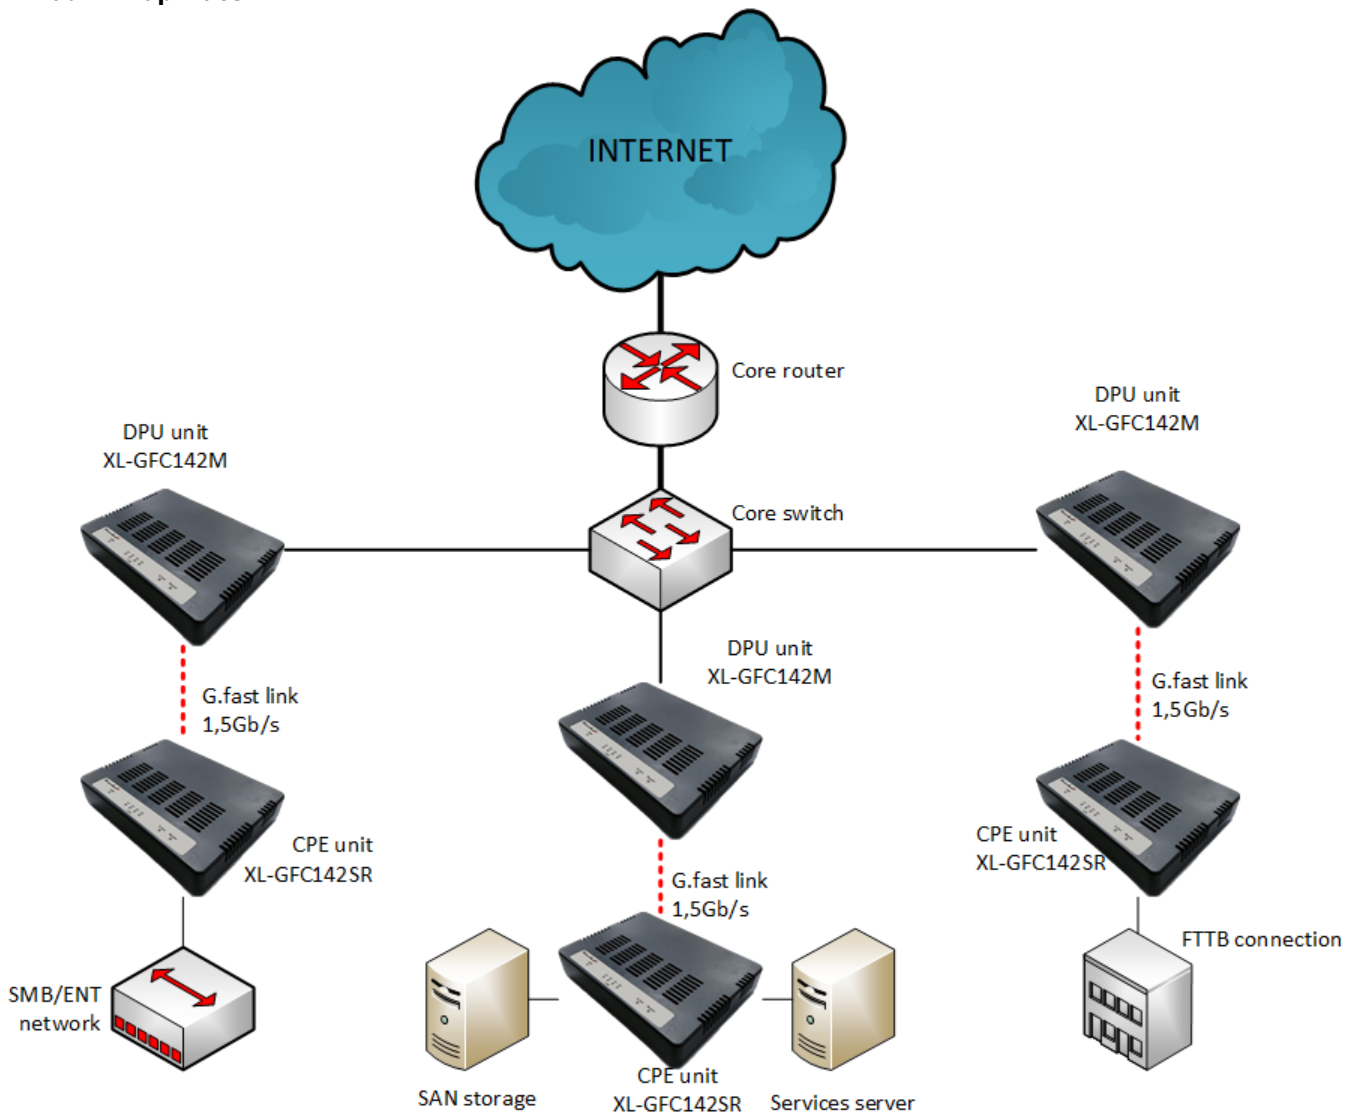 INTERNET
Core router
DPU unit
XL-GFC142M
DPU unit
XL-GFC142M
Core switch
DPU unit
XL-GFC142M
G.fast link
1,5Gb/s
G.fast link
1,5Gb/s
CPE unit
XL-GFC142SR
CPE unit
XL-GFC142SR
G.fast link
1,5Gb/s
FTTB connection
SMB/ENT
network
CPE unit
XL-GFC142SR
SAN storage
Services server